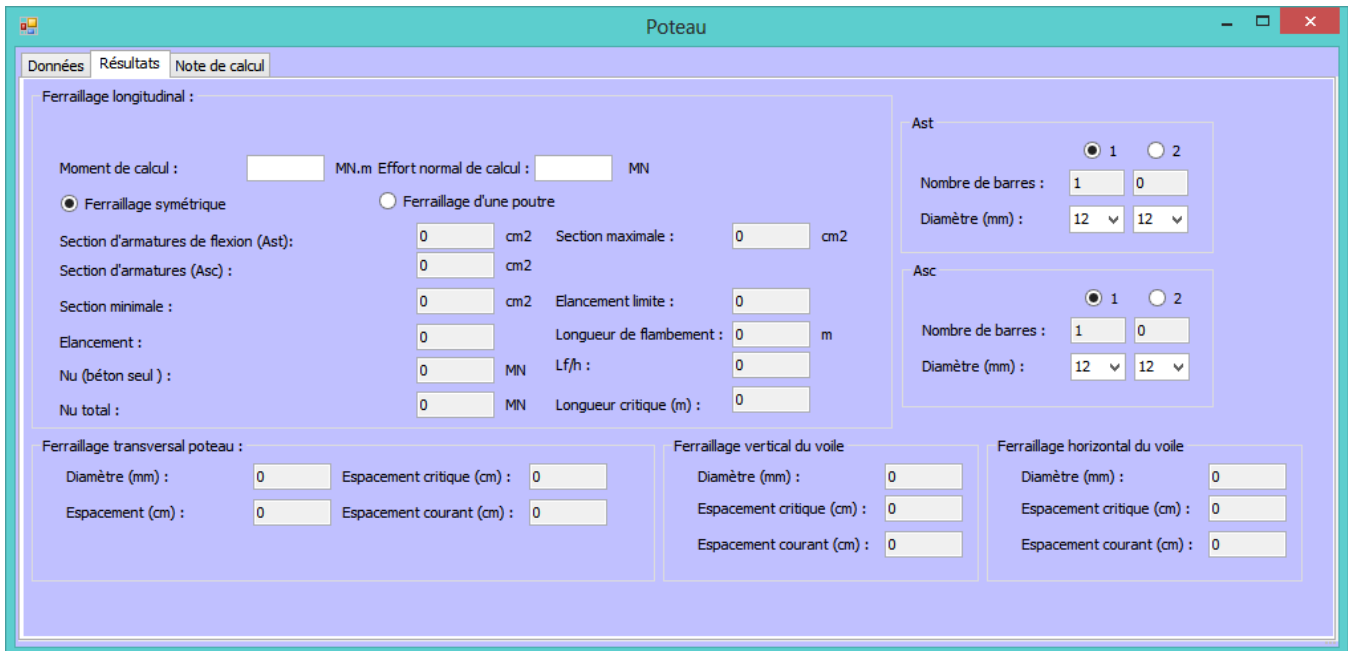 Poteau
Données Résultats Note de calcul
Ferraillage longitudinal :
Moment de calcul : MN.m Effort normal de calcul : MN
Ferraillage symétrique Ferraillage d'une poutre
Section d'armatures de flexion (Ast): 0 cm2 Section maximale : 0 cm2
Section d'armatures (Asc) : 0 cm2
Section minimale : 0 cm2 Elancement limite : 0
Elancement : 0 Longueur de flambement : 0 m
Nu (béton seul ) : 0 MN Lf/h : 0
Nu total : 0 MN Longueur critique (m) : 0
Ast
1 2
Nombre de barres : 1 0
Diamètre (mm) : 12 12
Asc
1 2
Nombre de barres : 1 0
Diamètre (mm) : 12 12
Ferraillage transversal poteau :
Diamètre (mm) : 0 Espacement critique (cm) : 0
Espacement (cm) : 0 Espacement courant (cm) : 0
Ferraillage vertical du voile
Diamètre (mm) : 0
Espacement critique (cm) : 0
Espacement courant (cm) : 0
Ferraillage horizontal du voile
Diamètre (mm) : 0
Espacement critique (cm) : 0
Espacement courant (cm) : 0